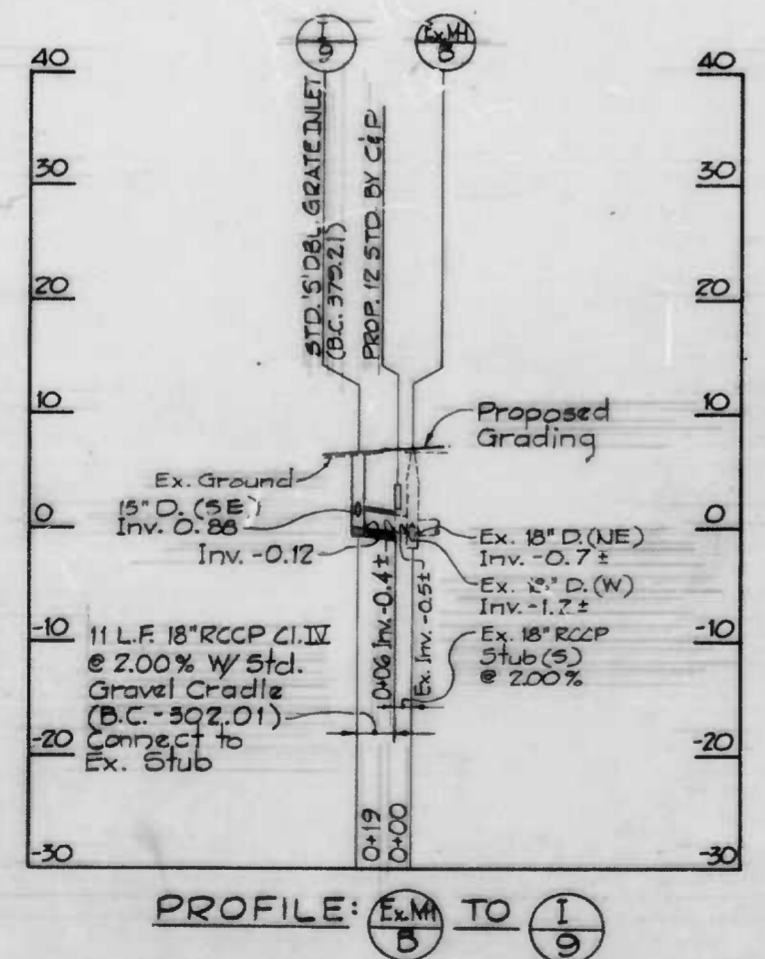 I
9
Ex.MH
8
40
30
20
10
0
-10
-20
-30
40
30
20
10
0
-10
-20
-30
STD. 'S' DBL. GRATE INLET
(B.C. 379.21)
PROP. 12 STD. BY C&P
Proposed
Grading
Ex. Ground
15" D. (SE)
Inv. 0.88
Inv. -0.12
0+06 Inv. -0.4±
Ex. Inv. -0.5±
Ex. 18" D. (NE)
Inv. -0.7±
Ex. D. (W)
Inv. -1.7±
Ex. 18" RCCP
Stub (S)
@ 2.00%
11 L.F. 18" RCCP Cl. IV
@ 2.00% W/ Std.
Gravel Cradle
(B.C. - 302.01)
Connect to
Ex. Stub
0+19
0+00
PROFILE: Ex.MH 8 TO I 9